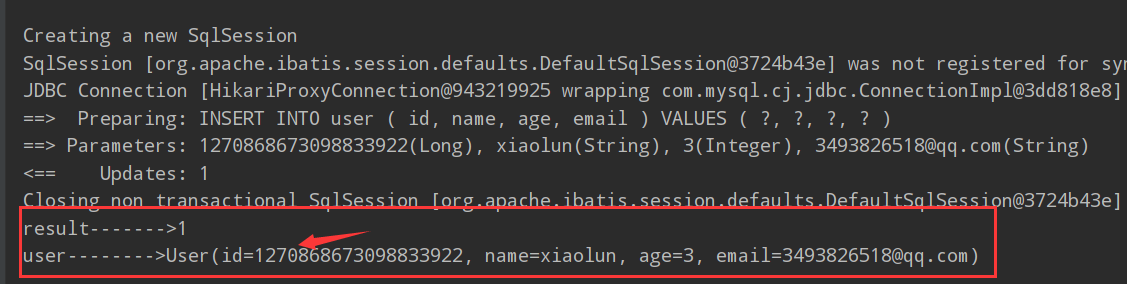 Creating a new SqlSession
SqlSession [org.apache.ibatis.session.defaults.DefaultSqlSession@3724b43e] was not registered for syn
JDBC Connection [HikariProxyConnection@943219925 wrapping com.mysql.cj.jdbc.ConnectionImpl@3dd818e8]
==>  Preparing: INSERT INTO user ( id, name, age, email ) VALUES ( ?, ?, ?, ? )
==> Parameters: 1270868673098833922(Long), xiaolun(String), 3(Integer), 3493826518@qq.com(String)
<==    Updates: 1
Closing non transactional SqlSession [org.apache.ibatis.session.defaults.DefaultSqlSession@3724b43e]
result------->1
user-------->User(id=1270868673098833922, name=xiaolun, age=3, email=3493826518@qq.com)